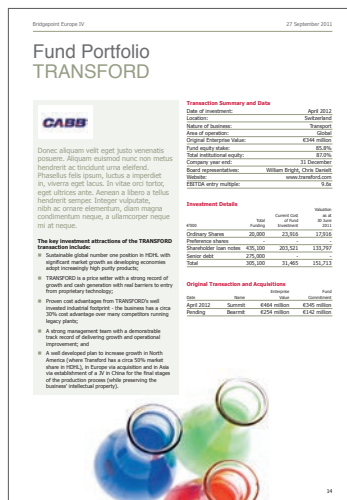 Bridgepoint Europe IV
27 September 2011
Fund Portfolio
TRANSFORD
CABB
Donec aliquam velit eget justo venenatis
posuere. Aliquam euismod nunc non metus
hendrerit ac tincidunt urna eleifend.
Phasellus felis ipsum, luctus a imperdiet
in, viverra eget lacus. In vitae orci tortor,
eget ultrices ante. Aenean a libero a tellus
hendrerit semper. Integer vulputate,
nibh ac ornare elementum, diam magna
condimentum neque, a ullamcorper neque
mi at neque.
The key investment attractions of the TRANSFORD
transaction include:
Sustainable global number one position in HDHL with
significant market growth as developing economies
adopt increasingly high purity products;
TRANSFORD is a price setter with a strong record of
growth and cash generation with real barriers to entry
from proprietary technology;
Proven cost advantages from TRANSFORD's well
invested industrial footprint - the business has a circa
30% cost advantage over many competitors running
legacy plants;
A strong management team with a demonstrable
track record of delivering growth and operational
improvement; and
A well developed plan to increase growth in North
America (where Transford has a circa 50% market
share in HDHL), in Europe via acquisition and in Asia
via establishment of a JV in China for the final stages
of the production process (while preserving the
business' intellectual property).
Transaction Summary and Data
Date of investment: April 2012
Location: Switzerland
Nature of business: Transport
Area of operation: Global
Original Enterprise Value: €344 million
Fund equity stake: 85.8%
Total institutional equity: 87.0%
Company year end: 31 December
Board representatives: William Bright, Chris Danielt
Website: www.transford.com
EBITDA entry multiple: 9.6x
Investment Details
€'000 Total Funding Current Cost of Fund Investment Valuation as at 30 June 2011
Ordinary Shares 20,000 23,916 17,916
Preference shares - - -
Shareholder loan notes 435,100 203,521 133,797
Senior debt 275,000 - -
Total 305,100 31,465 151,713
Original Transaction and Acquisitions
Date Name Enterprise Value Fund Commitment
April 2012 Summit €464 million €345 million
Pending Bearmit €254 million €142 million
14